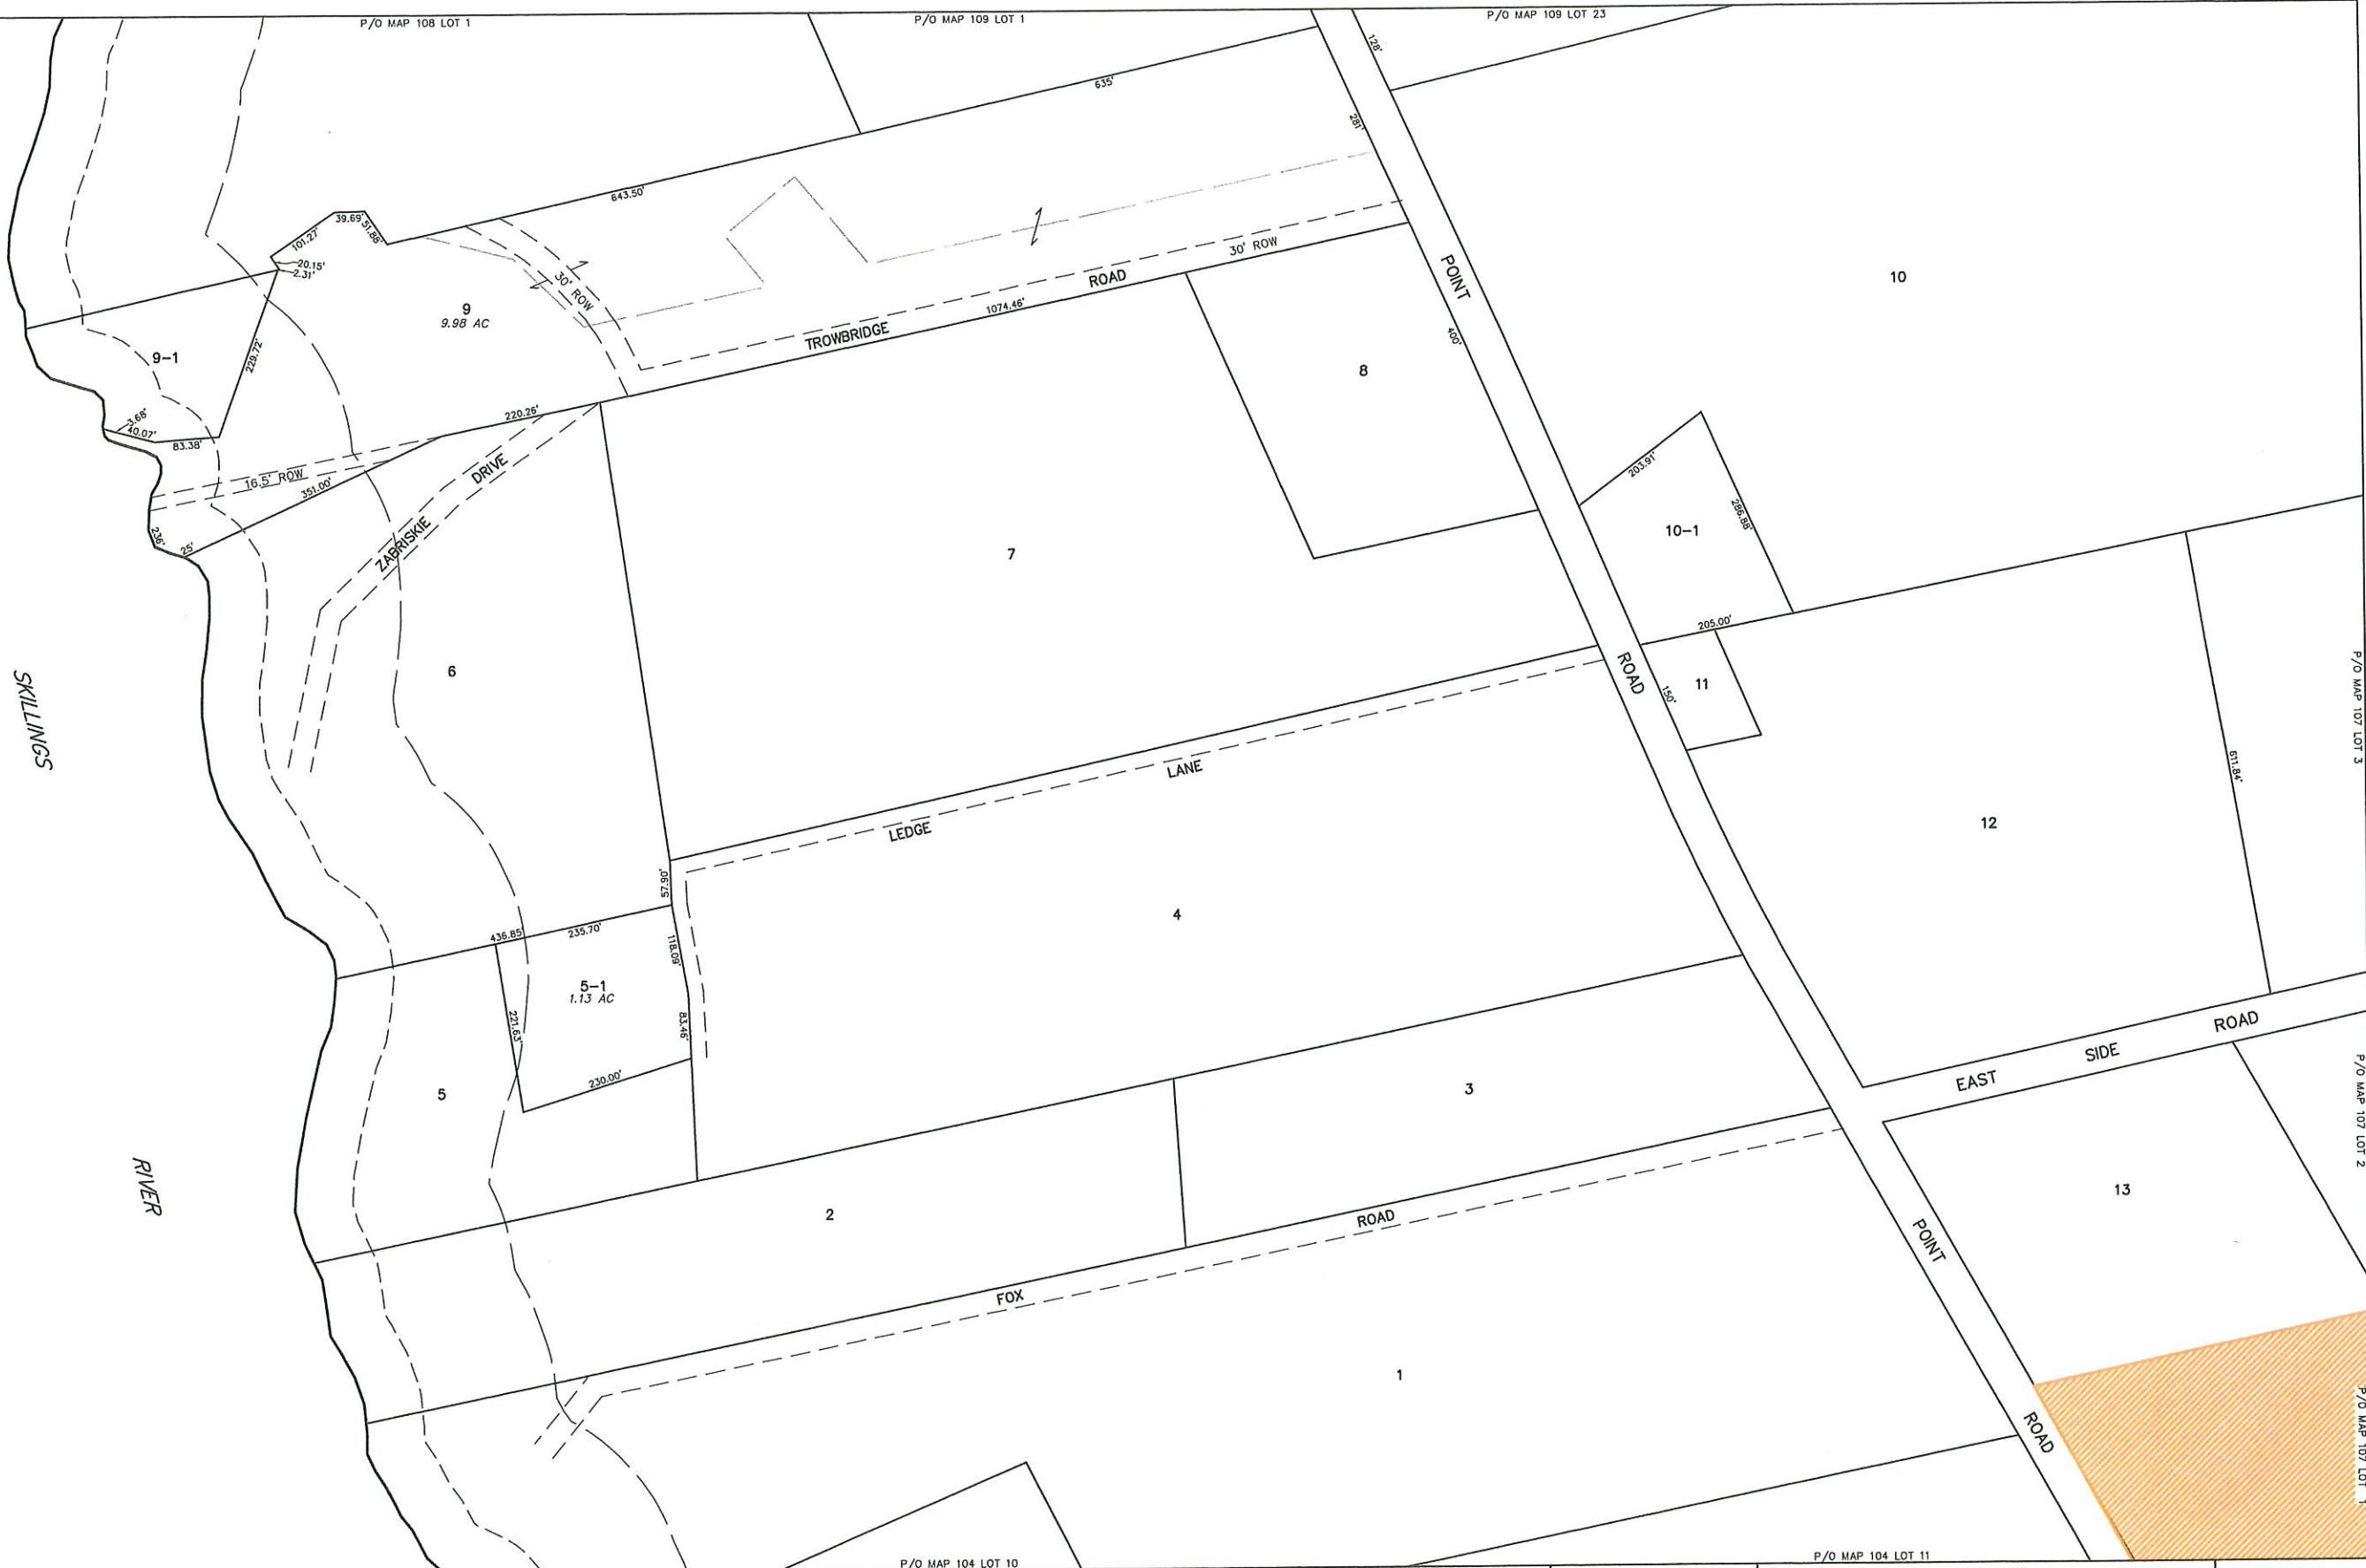 P/O MAP 108 LOT 1
P/O MAP 109 LOT 1
P/O MAP 109 LOT 23
128'
635'
281'
643.50'
39.69'
51.88'
101.27'
20.15'
2.31'
30' ROW
30' ROW
TROWBRIDGE ROAD
1074.46'
9
9.98 AC
9-1
229.72'
3.68'
40.07'
83.38'
220.26'
16.5' ROW
351.00'
236'
25'
ZABRISKIE DRIVE
POINT ROAD
400'
10
8
7
203.91'
286.88'
10-1
205.00'
11
150'
6
SKILLINGS RIVER
LEDGE LANE
12
611.84'
P/O MAP 107 LOT 3
57.90'
436.85'
235.70'
118.09'
5-1
1.13 AC
221.63'
83.45'
230.00'
4
5
3
2
EAST SIDE ROAD
P/O MAP 107 LOT 2
13
FOX ROAD
POINT ROAD
1
P/O MAP 107 LOT 1
P/O MAP 104 LOT 10
P/O MAP 104 LOT 11